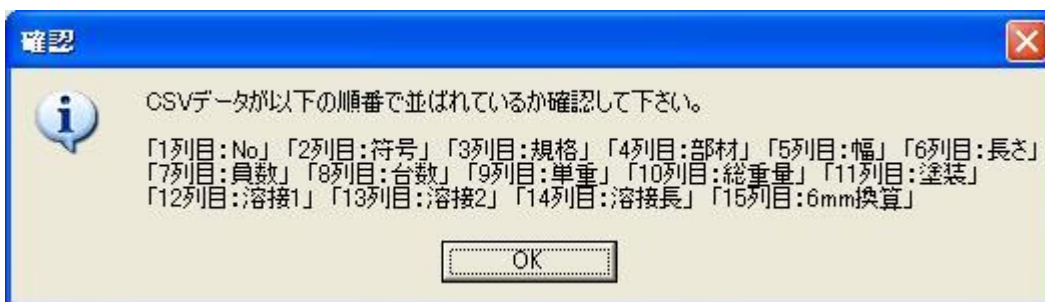 確認
CSVデータが以下の順番で並ばれているか確認して下さい。
「1列目:No」「2列目:符号」「3列目:規格」「4列目:部材」「5列目:幅」「6列目:長さ」
「7列目:員数」「8列目:台数」「9列目:単重」「10列目:総重量」「11列目:塗装」
「12列目:溶接1」「13列目:溶接2」「14列目:溶接長」「15列目:6mm換算」
OK